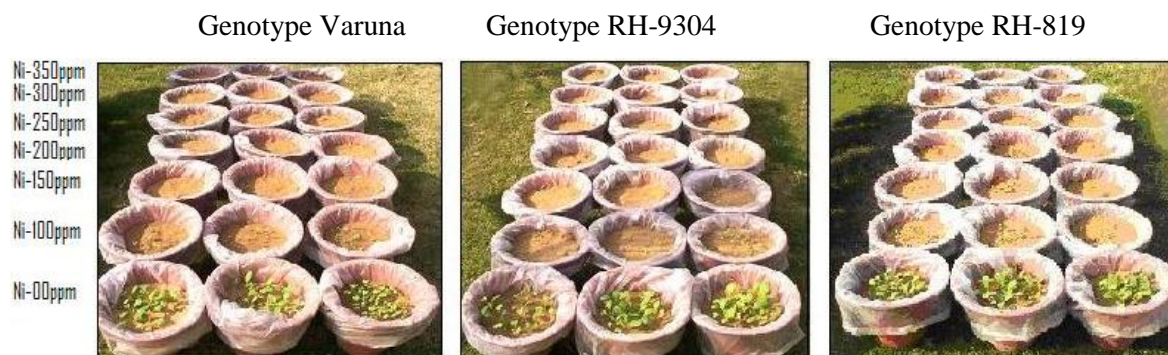 Genotype Varuna
Genotype RH-9304
Genotype RH-819
Ni-350ppm
Ni-300ppm
Ni-250ppm
Ni-200ppm
Ni-150ppm
Ni-100ppm
Ni-00ppm